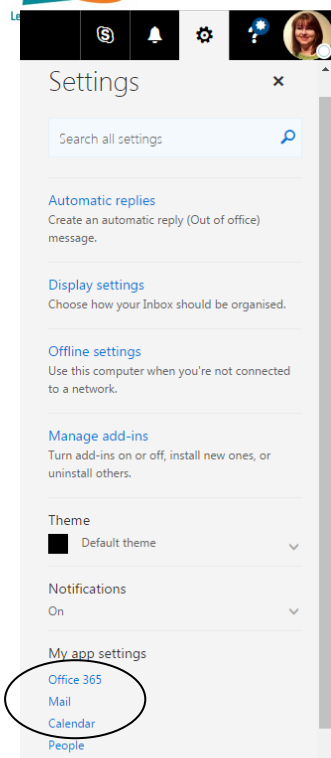 Le
Settings
Search all settings
Automatic replies
Create an automatic reply (Out of office)
message.
Display settings
Choose how your Inbox should be organised.
Offline settings
Use this computer when you're not connected
to a network.
Manage add-ins
Turn add-ins on or off, install new ones, or
uninstall others.
Theme
Default theme
Notifications
On
My app settings
Office 365
Mail
Calendar
People